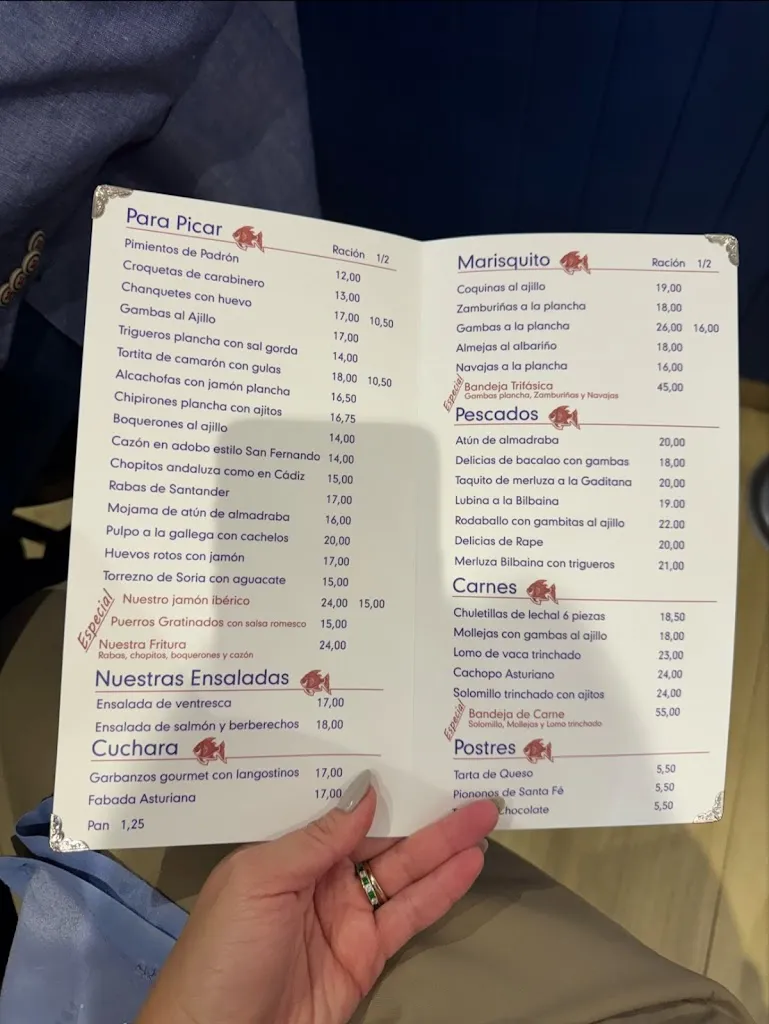 Para Picar Ración 1/2
Pimientos de Padrón 12,00
Croquetas de carabinero 13,00
Chanquetes con huevo 17,00 10,50
Gambas al Ajillo 17,00
Trigueros plancha con sal gorda 14,00
Tortita de camarón con gulas 18,00 10,50
Alcachofas con jamón plancha 16,50
Chipirones plancha con ajitos 16,75
Boquerones al ajillo 14,00
Cazón en adobo estilo San Fernando 14,00
Chopitos andaluza como en Cádiz 15,00
Rabas de Santander 17,00
Mojama de atún de almadraba 16,00
Pulpo a la gallega con cachelos 20,00
Huevos rotos con jamón 17,00
Torrezno de Soria con aguacate 15,00
Especial
Nuestro jamón ibérico 24,00 15,00
Puerros Gratinados con salsa romesco 15,00
Nuestra Fritura 24,00
Rabas, chopitos, boquerones y cazón
Nuestras Ensaladas
Ensalada de ventresca 17,00
Ensalada de salmón y berberechos 18,00
Cuchara
Garbanzos gourmet con langostinos 17,00
Fabada Asturiana 17,00
Pan 1,25
Marisquito Ración 1/2
Coquinas al ajillo 19,00
Zamburiñas a la plancha 18,00
Gambas a la plancha 26,00 16,00
Almejas al albariño 18,00
Navajas a la plancha 16,00
Especial
Bandeja Trifásica 45,00
Gambas plancha, Zamburiñas y Navajas
Pescados
Atún de almadraba 20,00
Delicias de bacalao con gambas 18,00
Taquito de merluza a la Gaditana 20,00
Lubina a la Bilbaina 19.00
Rodaballo con gambitas al ajillo 22.00
Delicias de Rape 20,00
Merluza Bilbaina con trigueros 21,00
Carnes
Chuletillas de lechal 6 piezas 18,50
Mollejas con gambas al ajillo 18,00
Lomo de vaca trinchado 23,00
Cachopo Asturiano 24,00
Solomillo trinchado con ajitos 24,00
Especial
Bandeja de Carne 55,00
Solomillo, Mollejas y Lomo trinchado
Postres
Tarta de Queso 5,50
Piononos de Santa Fé 5,50
Chocolate 5,50